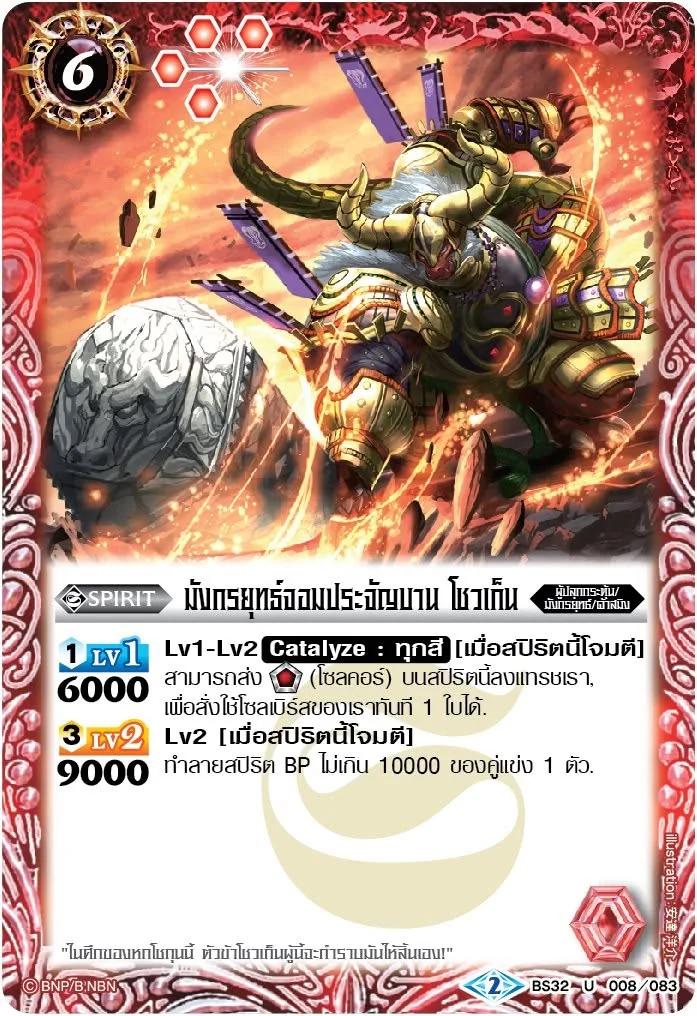 6
SPIRIT มังกรยุทธ์จอมประจัญบาน โชวเก็น ผู้ปลุกกระตุ้น/
มังกรยุทธ์/ดาสมิง
1 LV1 6000
Lv1-Lv2 Catalyze : ทุกสี [เมื่อสปิริตนี้โจมตี]
สามารถส่ง (โซลคอร์) บนสปิริตนี้ลงแทรชเรา,
เพื่อสั่งใช้โซลเบิร์สของเราทันที 1 ใบได้.
3 LV2 9000
Lv2 [เมื่อสปิริตนี้โจมตี]
ทำลายสปิริต BP ไม่เกิน 10000 ของคู่แข่ง 1 ตัว.
illustration : 安達洋介
"ในศึกของหกโชกุนนี้ ตัวข้าโชวเก็นผู้นี้จะกำราบมันให้สิ้นเอง!"
©BNP/B,NBN 2 BS32 U 008/083